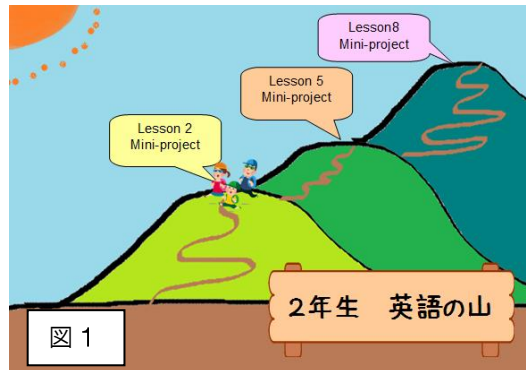 Lesson8
Mini-project
Lesson 5
Mini-project
Lesson 2
Mini-project
2年生 英語の山
図1